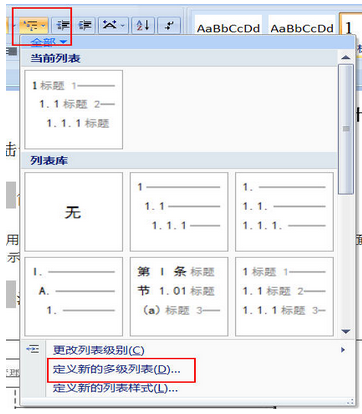 AaBbCcDd AaBbCcDd 1
全部
当前列表
1 标题 1
1.1 标题 2
1.1.1 标题
击
列表库
无
1
1.1
1.1.1
1.
1.1.
1.1.1.
用
示
I.
A.
1.
第 I 条 标题
节 1.01 标题
(a) 标题 3
1 标题 1
1.1 标题 2
1.1.1 标题 3
更改列表级别(C)
定义新的多级列表(D)...
定义新的列表样式(L)...